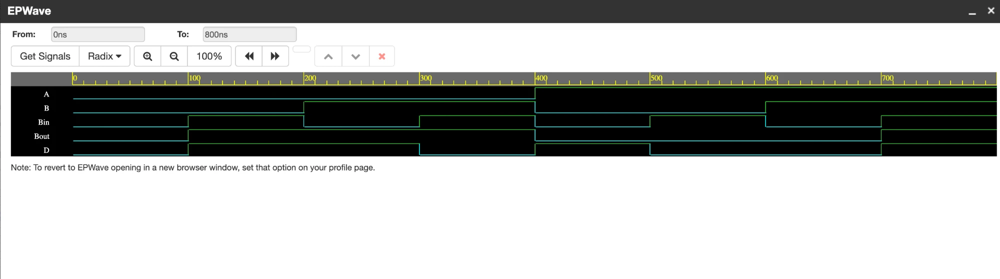 EPWave
From: 0ns To: 800ns
Get Signals Radix 100%
0 100 200 300 400 500 600 700
A
B
Bin
Bout
D
Note: To revert to EPWave opening in a new browser window, set that option on your profile page.